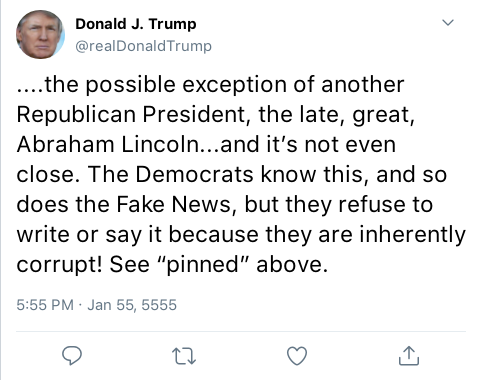 Donald J. Trump
@realDonaldTrump
....the possible exception of another
Republican President, the late, great,
Abraham Lincoln...and it’s not even
close. The Democrats know this, and so
does the Fake News, but they refuse to
write or say it because they are inherently
corrupt! See “pinned” above.
5:55 PM · Jan 55, 5555